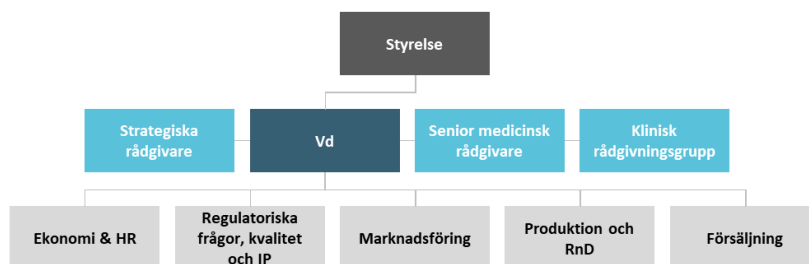 Styrelse
Strategiska
rådgivare
Vd
Senior medicinsk
rådgivare
Klinisk
rådgivningsgrupp
Ekonomi & HR
Regulatoriska
frågor, kvalitet
och IP
Marknadsföring
Produktion och
RnD
Försäljning